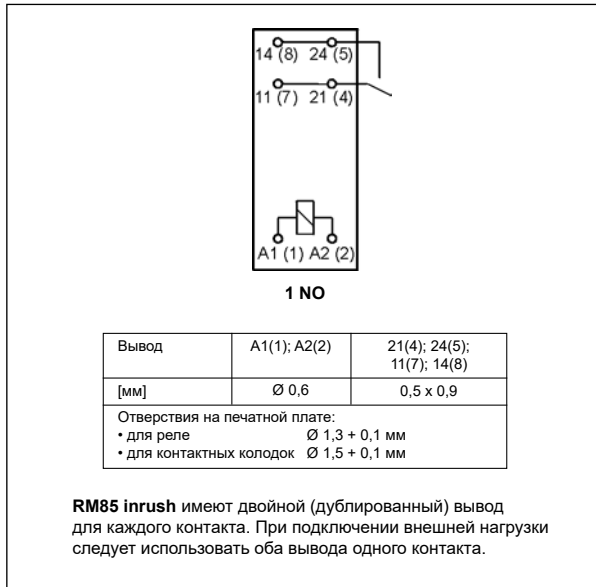 14 (8) 24 (5)
11 (7) 21 (4)
A1 (1) A2 (2)
1 NO
Вывод A1(1); A2(2) 21(4); 24(5);
11(7); 14(8)
[мм] Ø 0,6 0,5 x 0,9
Отверстия на печатной плате:
• для реле Ø 1,3 + 0,1 мм
• для контактных колодок Ø 1,5 + 0,1 мм
RM85 inrush имеют двойной (дублированный) вывод
для каждого контакта. При подключении внешней нагрузки
следует использовать оба вывода одного контакта.